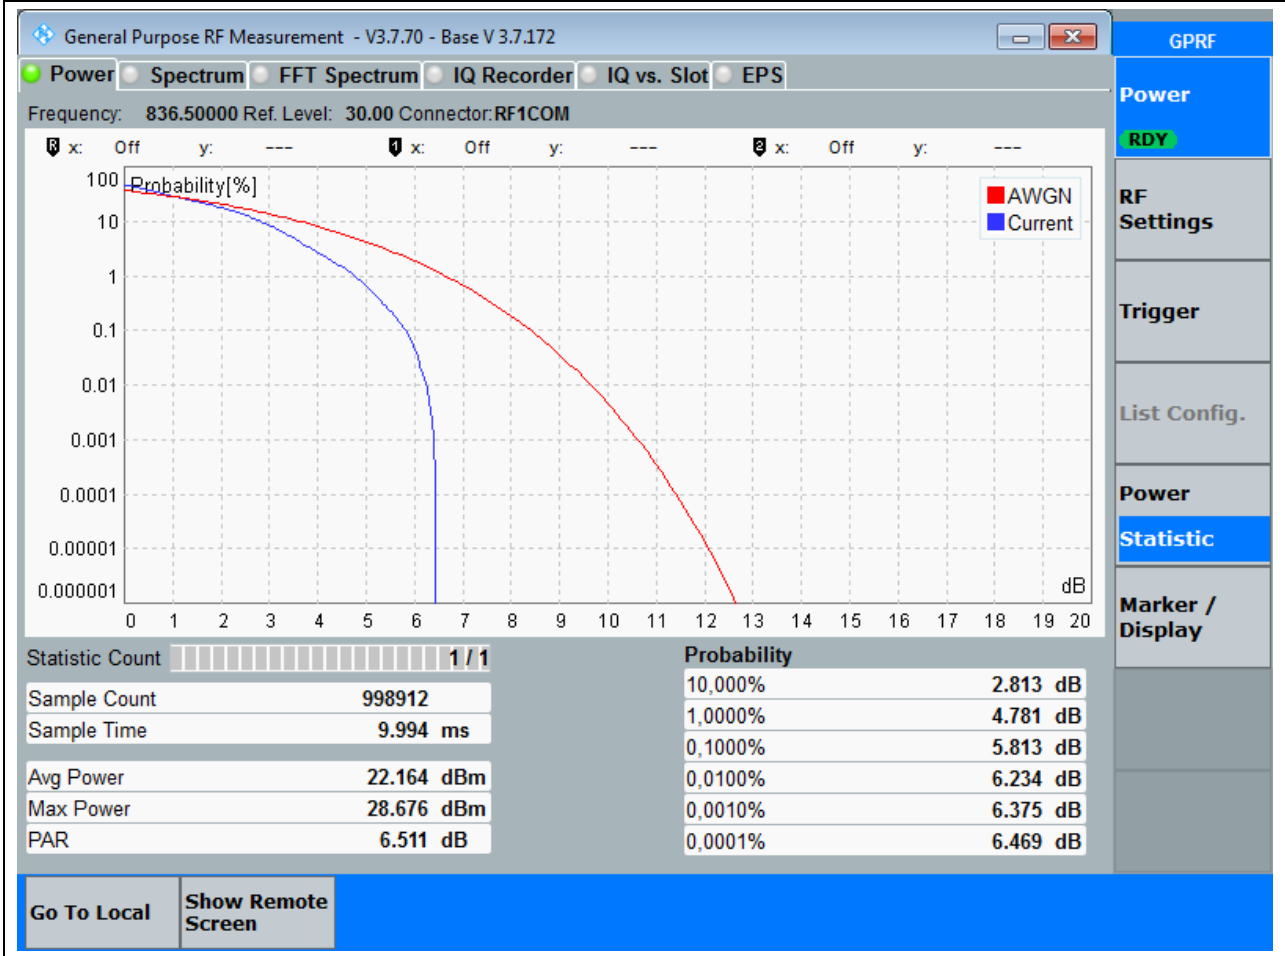 General Purpose RF Measurement - V3.7.70 - Base V 3.7.172
GPRF
Power Spectrum FFT Spectrum IQ Recorder IQ vs. Slot EPS
Frequency: 836.50000 Ref. Level: 30.00 Connector: RF1COM
R x: Off y: --- 1 x: Off y: --- 2 x: Off y: ---
Probability[%]
AWGN
Current
100
10
1
0.1
0.01
0.001
0.0001
0.00001
0.000001
dB
0 1 2 3 4 5 6 7 8 9 10 11 12 13 14 15 16 17 18 19 20
Statistic Count 1 / 1
Sample Count 998912
Sample Time 9.994 ms
Avg Power 22.164 dBm
Max Power 28.676 dBm
PAR 6.511 dB
Probability
10,000% 2.813 dB
1,0000% 4.781 dB
0,1000% 5.813 dB
0,0100% 6.234 dB
0,0010% 6.375 dB
0,0001% 6.469 dB
Power
RDY
RF
Settings
Trigger
List Config.
Power
Statistic
Marker /
Display
Go To Local
Show Remote
Screen